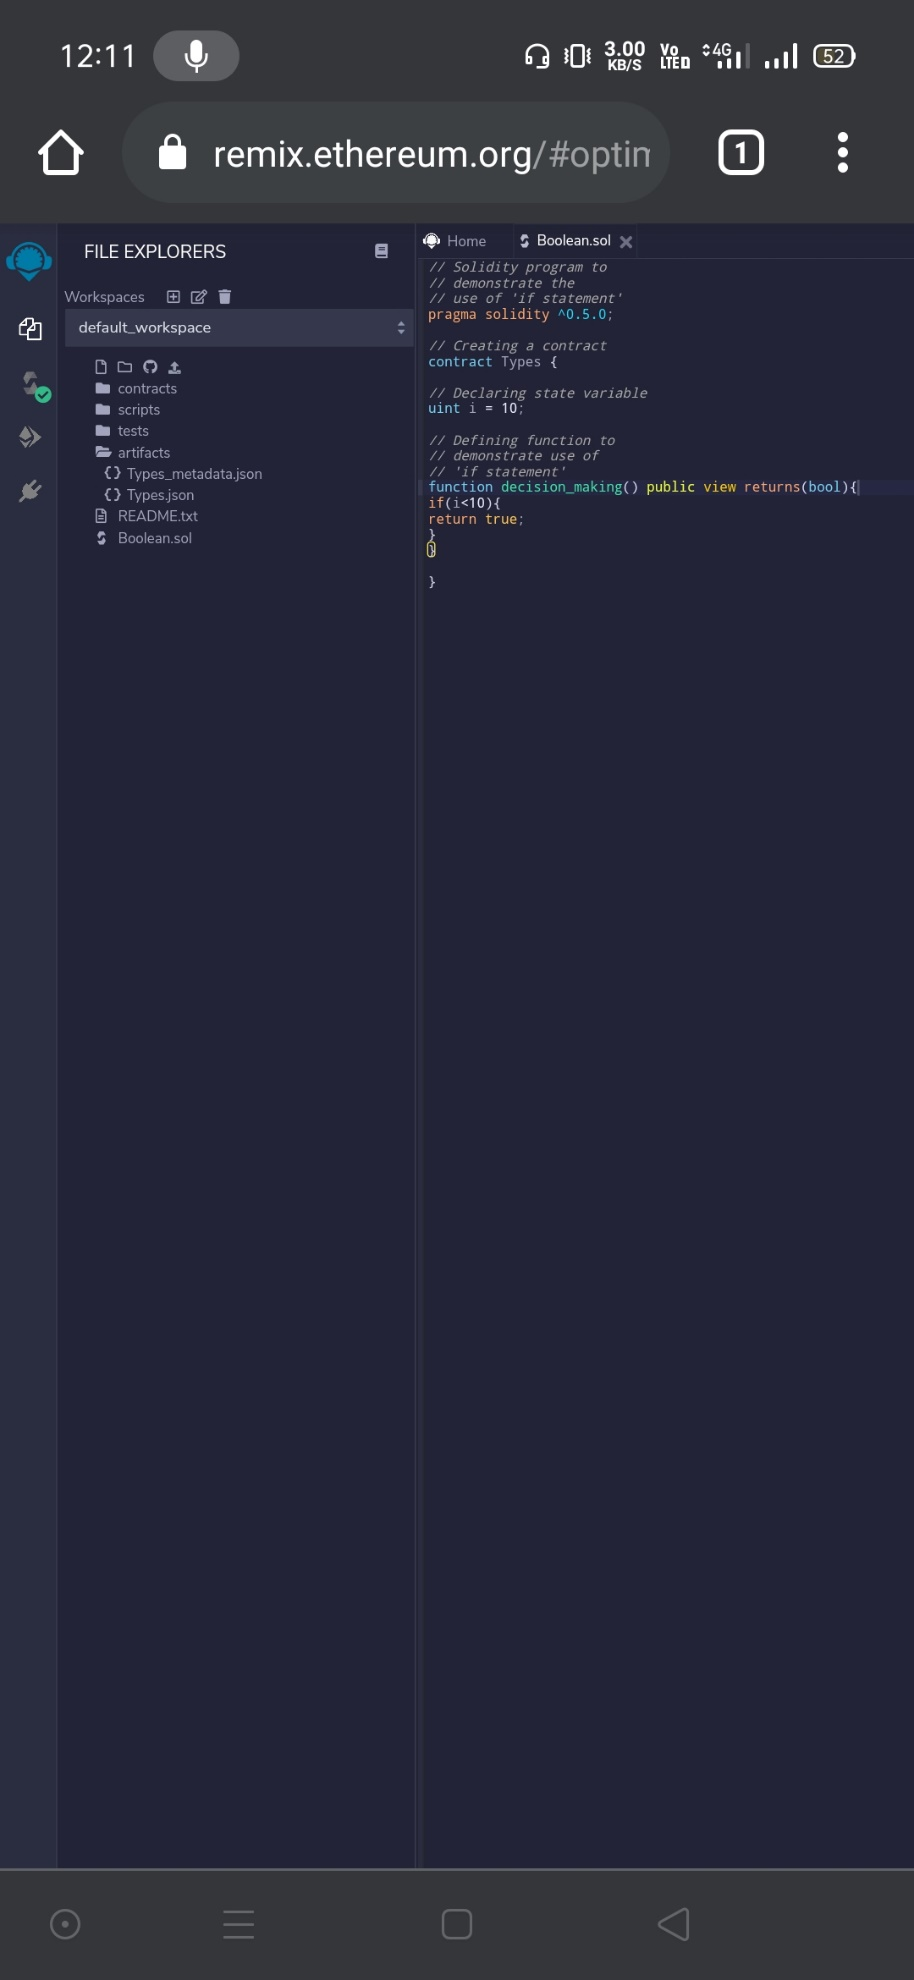 12:11
3.00
KB/S
Vo
LTE
4G
52
remix.ethereum.org/#optin
1
FILE EXPLORERS
Workspaces
default_workspace
contracts
scripts
tests
artifacts
Types_metadata.json
Types.json
README.txt
Boolean.sol
Home
Boolean.sol
// Solidity program to
// demonstrate the
// use of 'if statement'
pragma solidity ^0.5.0;
// Creating a contract
contract Types {
// Declaring state variable
uint i = 10;
// Defining function to
// demonstrate use of
// 'if statement'
function decision_making() public view returns(bool){
if(i<10){
return true;
}
}
}